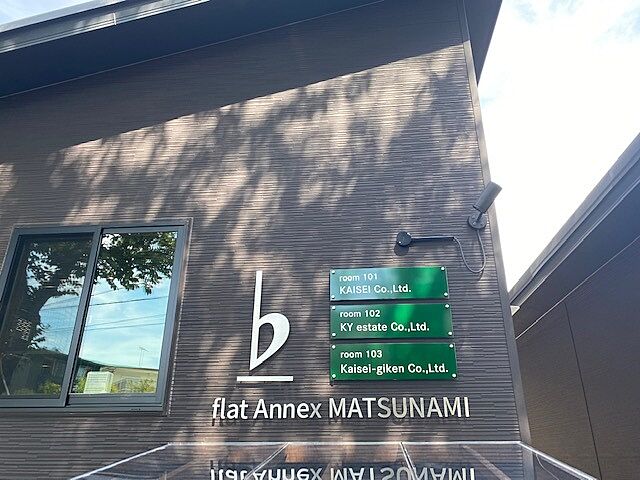 room 101
KAISEI Co.,Ltd.
room 102
KY estate Co.,Ltd.
room 103
Kaisei-giken Co.,Ltd.
♭
flat Annex MATSUNAMI